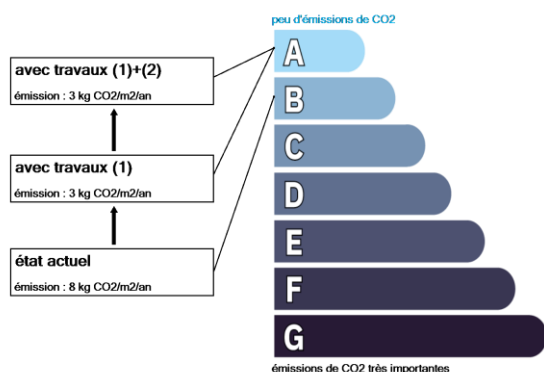 peu d'émissions de CO2
A
avec travaux (1)+(2)
émission : 3 kg CO2/m2/an
B
C
avec travaux (1)
émission : 3 kg CO2/m2/an
D
E
état actuel
émission : 8 kg CO2/m2/an
F
G
émissions de CO2 très importantes